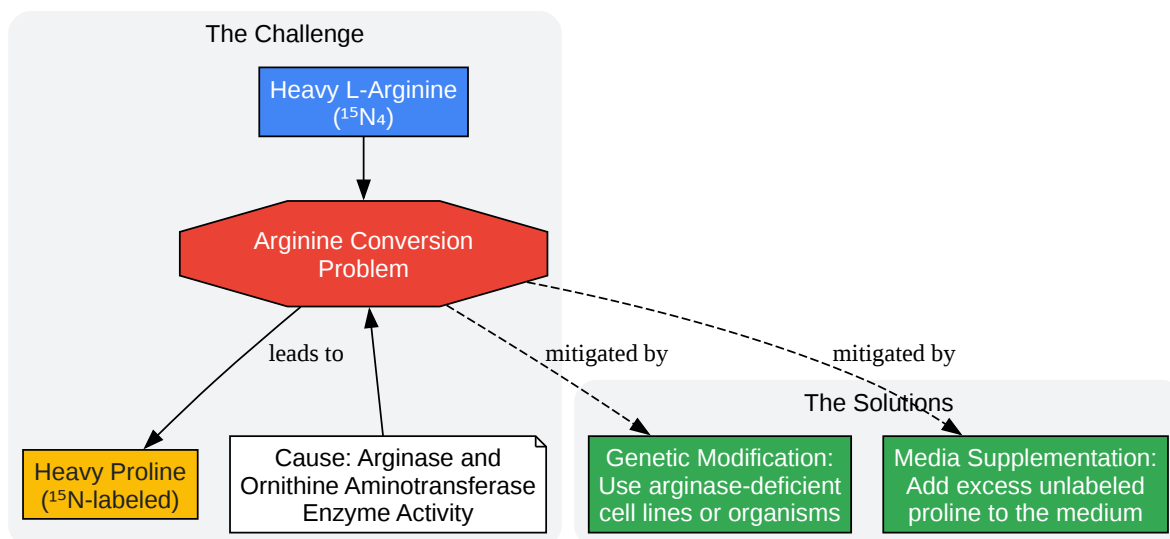 The Challenge
Heavy L-Arginine
(¹⁵N₄)
Arginine Conversion
Problem
leads to
mitigated by
mitigated by
The Solutions
Heavy Proline
(¹⁵N-labeled)
Cause: Arginase and
Ornithine Aminotransferase
Enzyme Activity
Genetic Modification:
Use arginase-deficient
cell lines or organisms
Media Supplementation:
Add excess unlabeled
proline to the medium